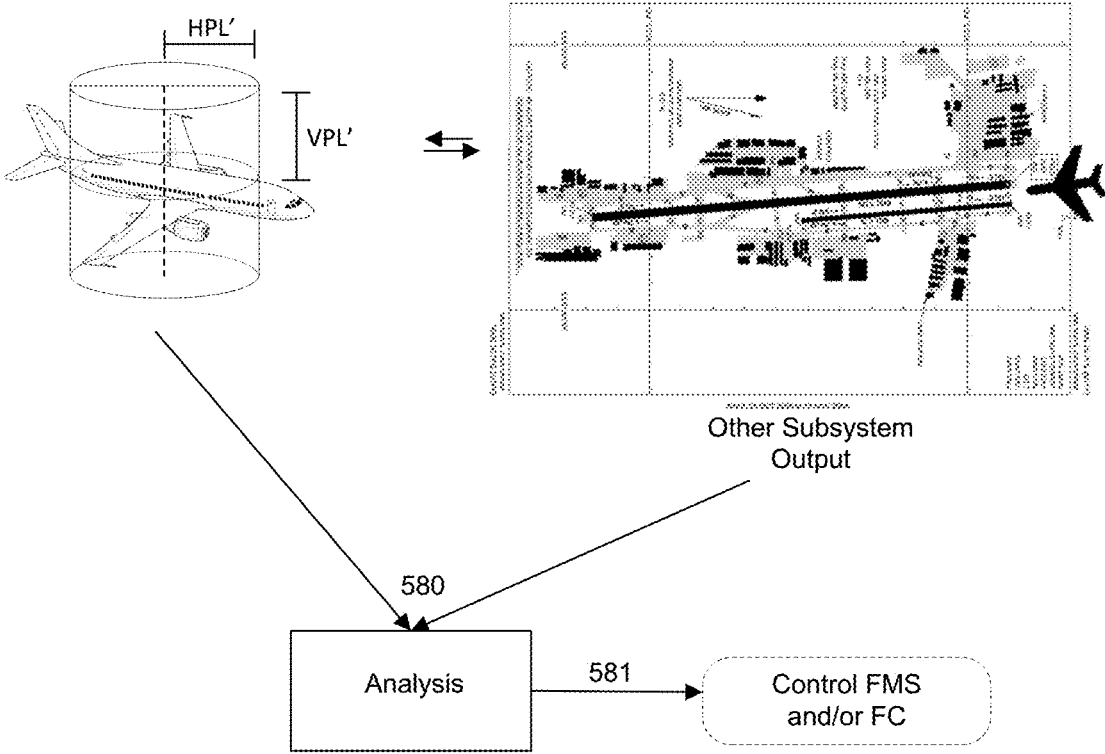 HPL'
VPL'
Other Subsystem
Output
580
Analysis
581
Control FMS
and/or FC